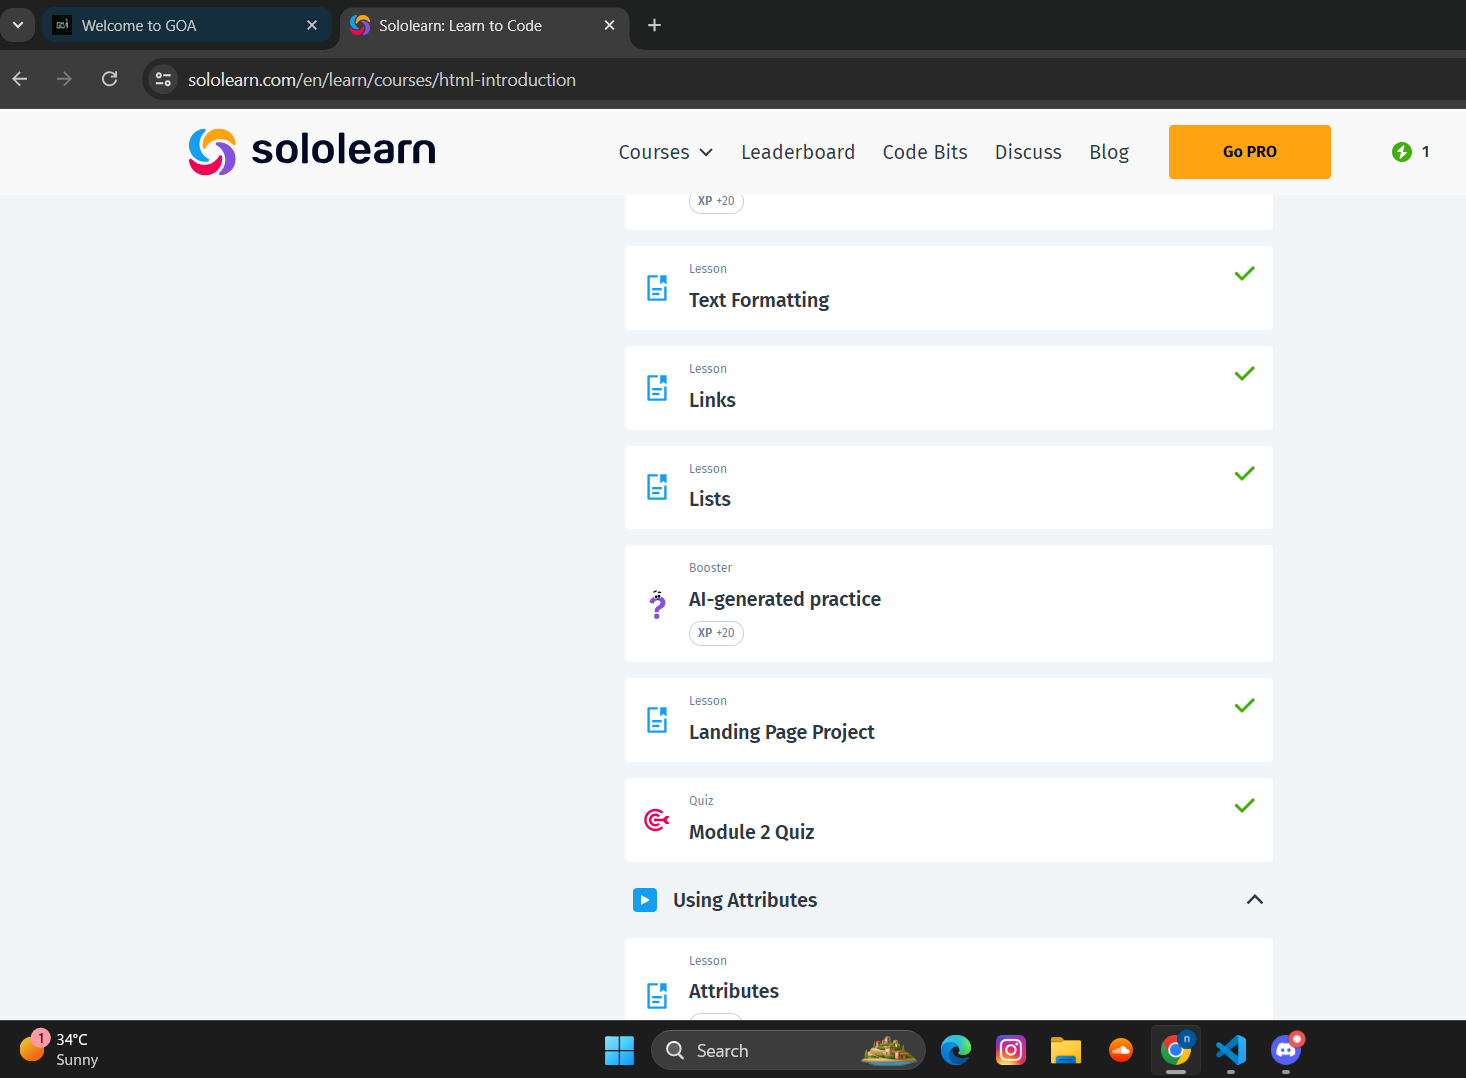 Welcome to GOA
Sololearn: Learn to Code
sololearn.com/en/learn/courses/html-introduction
sololearn
Courses
Leaderboard
Code Bits
Discuss
Blog
Go PRO
1
XP +20
Lesson
Text Formatting
Lesson
Links
Lesson
Lists
Booster
AI-generated practice
XP +20
Lesson
Landing Page Project
Quiz
Module 2 Quiz
Using Attributes
Lesson
Attributes
1
34°C
Sunny
Search
n